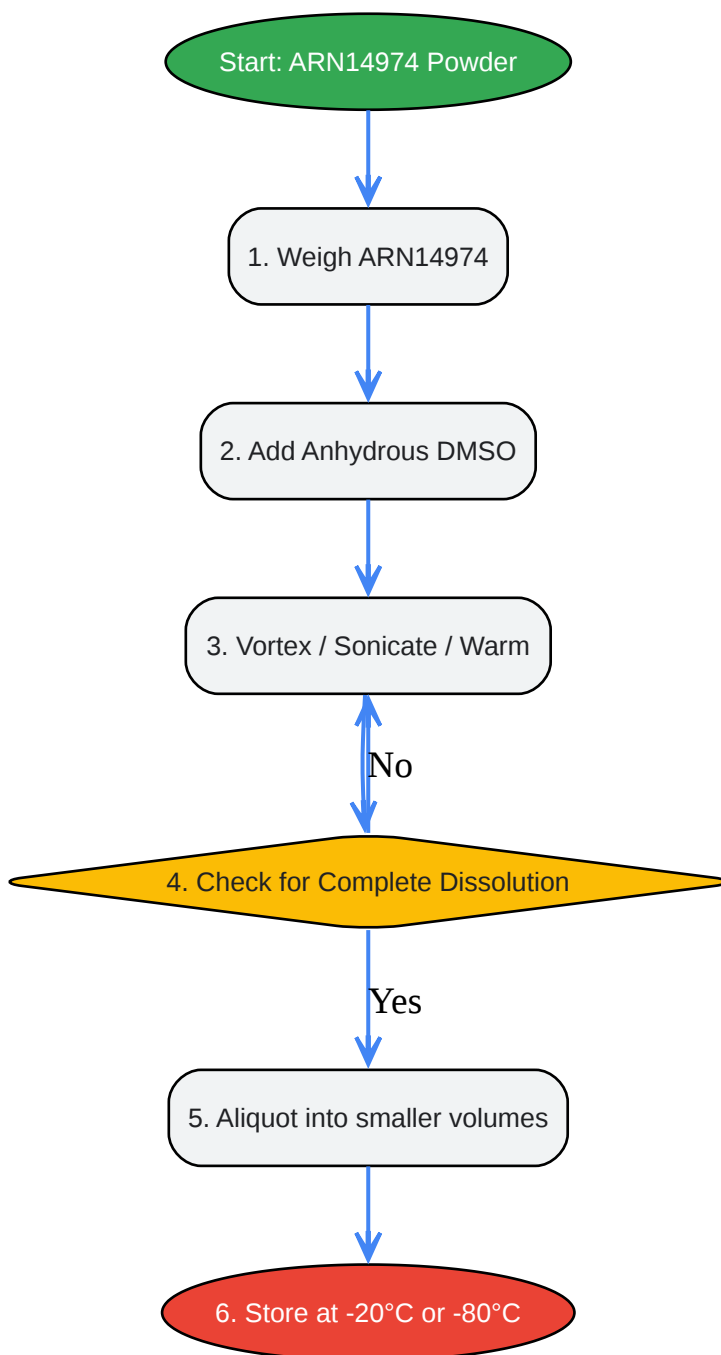 Start: ARN14974 Powder
1. Weigh ARN14974
2. Add Anhydrous DMSO
3. Vortex / Sonicate / Warm
No
4. Check for Complete Dissolution
Yes
5. Aliquot into smaller volumes
6. Store at -20°C or -80°C